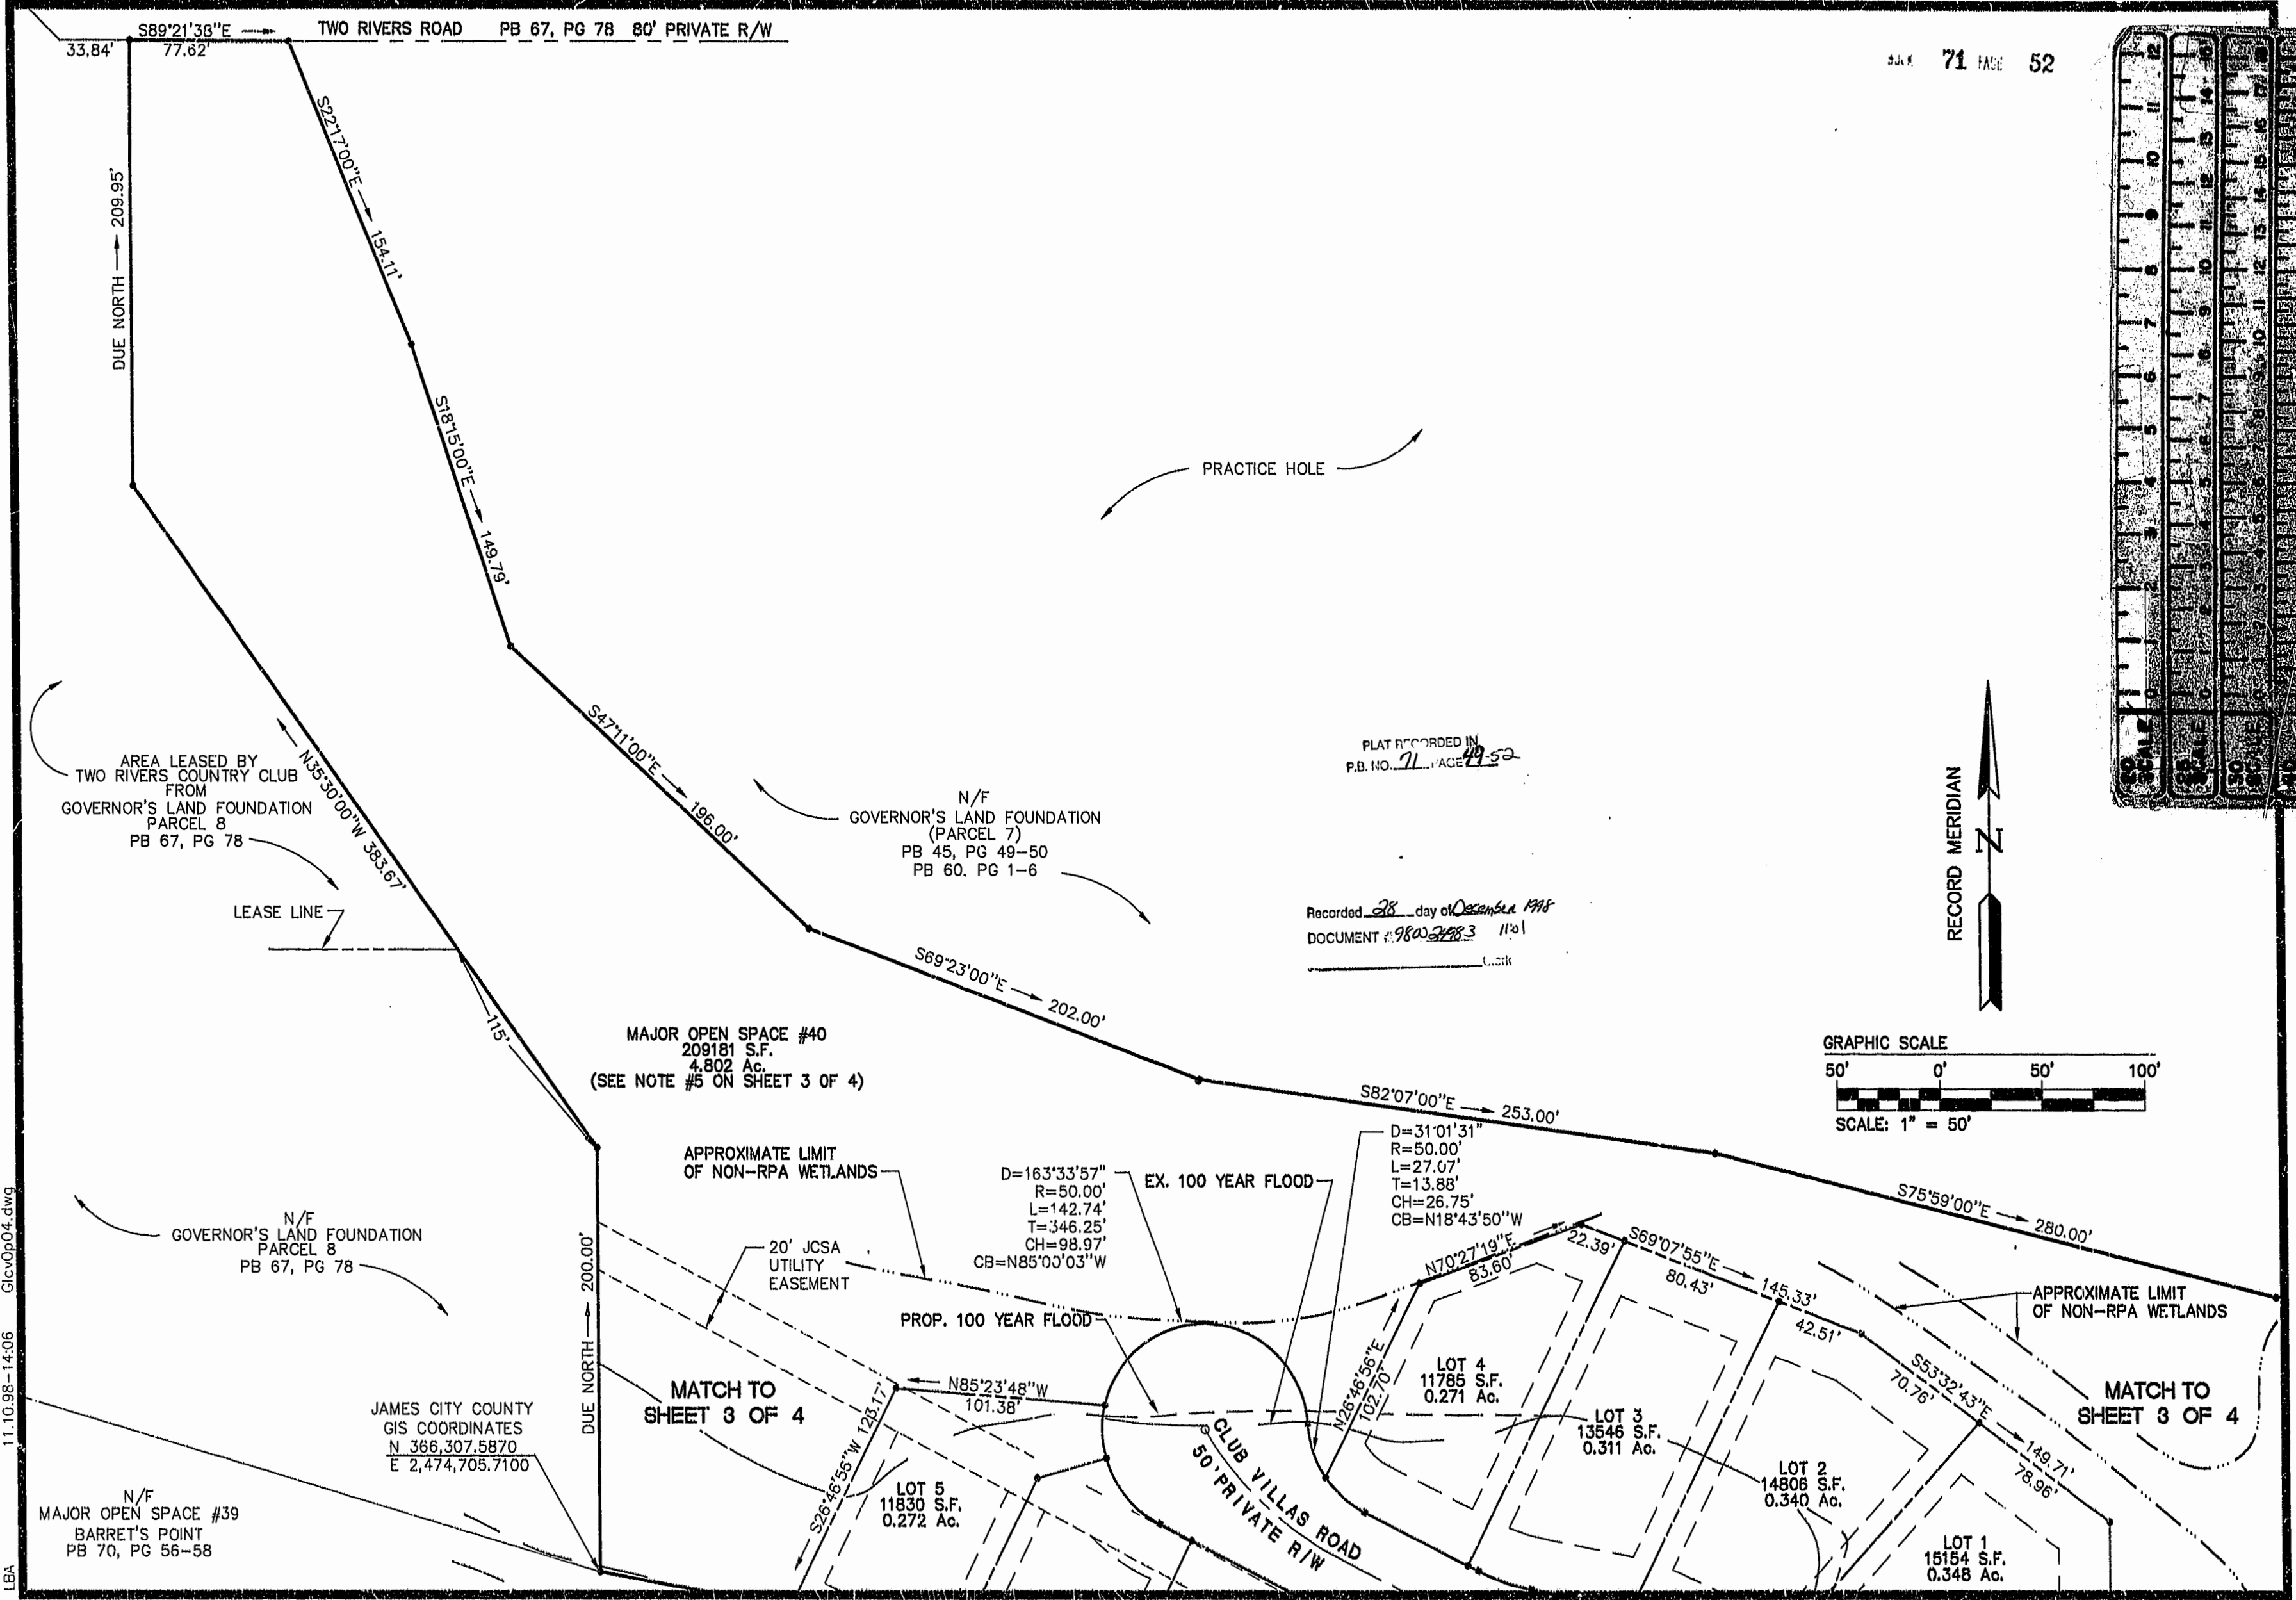 S89°21'38"E
TWO RIVERS ROAD PB 67, PG 78 80' PRIVATE R/W
33.84'
77.62'
71 PAGE 52
S22°17'00"E
154.11'
DUE NORTH 209.95'
S18°15'00"E
149.79'
PRACTICE HOLE
S47°11'00"E
196.00'
N35°30'00"W 383.67'
AREA LEASED BY
TWO RIVERS COUNTRY CLUB
FROM
GOVERNOR'S LAND FOUNDATION
PARCEL 8
PB 67, PG 78
LEASE LINE
115'
N/F
GOVERNOR'S LAND FOUNDATION
(PARCEL 7)
PB 45, PG 49-50
PB 60, PG 1-6
PLAT RECORDED IN
P.B. NO. 71 PAGE 49-52
Recorded 28 day of December 1998
DOCUMENT # 980024983 11:01
Clerk
RECORD MERIDIAN
N
GRAPHIC SCALE
50' 0' 50' 100'
SCALE: 1" = 50'
S69°23'00"E
202.00'
MAJOR OPEN SPACE #40
209181 S.F.
4.802 Ac.
(SEE NOTE #5 ON SHEET 3 OF 4)
S82°07'00"E
253.00'
S75°59'00"E
280.00'
APPROXIMATE LIMIT
OF NON-RPA WETLANDS
D=163°33'57"
R=50.00'
L=142.74'
T=346.25'
CH=98.97'
CB=N85°00'03"W
EX. 100 YEAR FLOOD
D=31°01'31"
R=50.00'
L=27.07'
T=13.88'
CH=26.75'
CB=N18°43'50"W
N/F
GOVERNOR'S LAND FOUNDATION
PARCEL 8
PB 67, PG 78
DUE NORTH 200.00'
20' JCSA
UTILITY
EASEMENT
PROP. 100 YEAR FLOOD
N70°27'19"E
83.60'
22.39'
S69°07'55"E
80.43'
145.33'
42.51'
APPROXIMATE LIMIT
OF NON-RPA WETLANDS
S53°32'43"E
70.76'
149.71'
78.96'
MATCH TO
SHEET 3 OF 4
MATCH TO
SHEET 3 OF 4
N85°23'48"W
101.38'
S26°46'56"W 123.17'
N26°46'56"E
102.70'
LOT 4
11785 S.F.
0.271 Ac.
LOT 3
13546 S.F.
0.311 Ac.
LOT 2
14806 S.F.
0.340 Ac.
LOT 1
15154 S.F.
0.348 Ac.
LOT 5
11830 S.F.
0.272 Ac.
CLUB VILLAS ROAD
50' PRIVATE R/W
JAMES CITY COUNTY
GIS COORDINATES
N 366,307.5870
E 2,474,705.7100
N/F
MAJOR OPEN SPACE #39
BARRET'S POINT
PB 70, PG 56-58
LBA 11.10.98-14:06 Glcv0p04.dwg